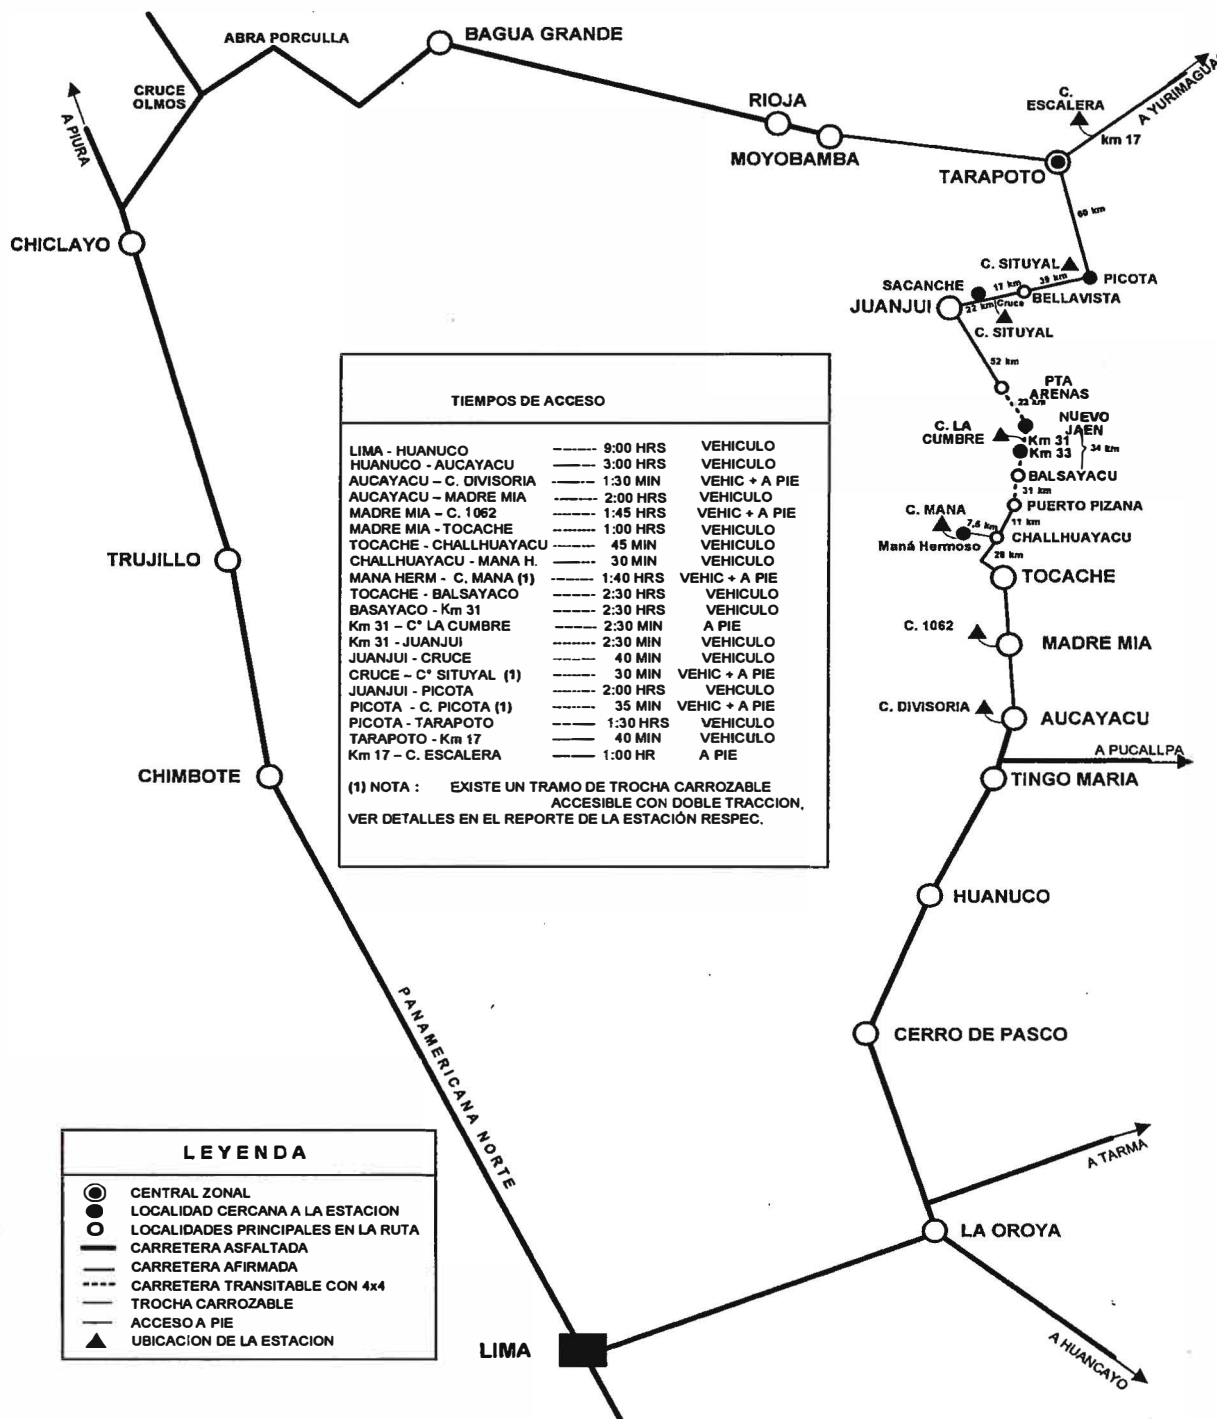 ABRA PORCULLA
BAGUA GRANDE
CRUCE
OLMOS
A PIURA
RIOJA
MOYOBAMBA
C.
ESCALERA
A YURIMAGUAS
km 17
TARAPOTO
60 km
CHICLAYO
C. SITUYAL
PICOTA
39 km
SACANCHE
17 km
BELLAVISTA
JUANJUI
22 km
Cruce
C. SITUYAL
52 km
PTA
ARENAS
23 km
NUEVO
JAEN
C. LA
CUMBRE
Km 31
Km 33
34 km
BALSAYACU
31 km
PUERTO PIZANA
C. MANA
11 km
7,5 km
CHALLHUAYACU
Maná Hermoso
28 km
TOCACHE
C. 1062
MADRE MIA
C. DIVISORIA
AUCAYACU
A PUCALLPA
TINGO MARIA
TRUJILLO
CHIMBOTE
HUANUCO
CERRO DE PASCO
PANAMERICANA NORTE
A TARMA
LA OROYA
A HUANCAYO
LIMA
TIEMPOS DE ACCESO
LIMA - HUANUCO 9:00 HRS VEHICULO
HUANUCO - AUCAYACU 3:00 HRS VEHICULO
AUCAYACU – C. DIVISORIA 1:30 MIN VEHIC + A PIE
AUCAYACU – MADRE MIA 2:00 HRS VEHICULO
MADRE MIA – C. 1062 1:45 HRS VEHIC + A PIE
MADRE MIA - TOCACHE 1:00 HRS VEHICULO
TOCACHE - CHALLHUAYACU 45 MIN VEHICULO
CHALLHUAYACU - MANA H. 30 MIN VEHICULO
MANA HERM - C. MANA (1) 1:40 HRS VEHIC + A PIE
TOCACHE - BALSAYACO 2:30 HRS VEHICULO
BASAYACO - Km 31 2:30 HRS VEHICULO
Km 31 – C° LA CUMBRE 2:30 MIN A PIE
Km 31 - JUANJUI 2:30 MIN VEHICULO
JUANJUI - CRUCE 40 MIN VEHICULO
CRUCE – C° SITUYAL (1) 30 MIN VEHIC + A PIE
JUANJUI - PICOTA 2:00 HRS VEHCULO
PICOTA - C. PICOTA (1) 35 MIN VEHIC + A PIE
PICOTA - TARAPOTO 1:30 HRS VEHICULO
TARAPOTO - Km 17 40 MIN VEHICULO
Km 17 – C. ESCALERA 1:00 HR A PIE
(1) NOTA : EXISTE UN TRAMO DE TROCHA CARROZABLE
ACCESIBLE CON DOBLE TRACCION,
VER DETALLES EN EL REPORTE DE LA ESTACIÓN RESPEC.
LEYENDA
CENTRAL ZONAL
LOCALIDAD CERCANA A LA ESTACION
LOCALIDADES PRINCIPALES EN LA RUTA
CARRETERA ASFALTADA
CARRETERA AFIRMADA
CARRETERA TRANSITABLE CON 4x4
TROCHA CARROZABLE
ACCESO A PIE
UBICACION DE LA ESTACION